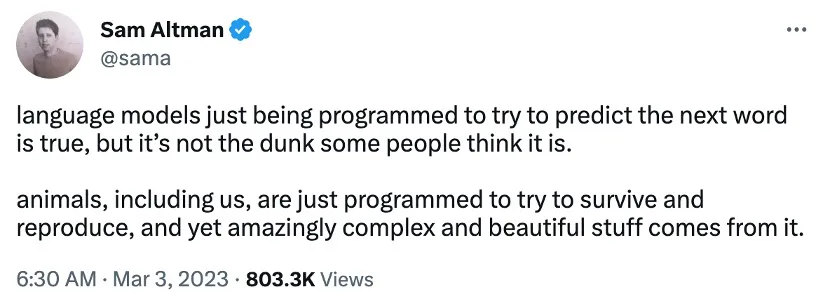 Sam Altman
@sama
language models just being programmed to try to predict the next word
is true, but it’s not the dunk some people think it is.
animals, including us, are just programmed to try to survive and
reproduce, and yet amazingly complex and beautiful stuff comes from it.
6:30 AM · Mar 3, 2023 · 803.3K Views